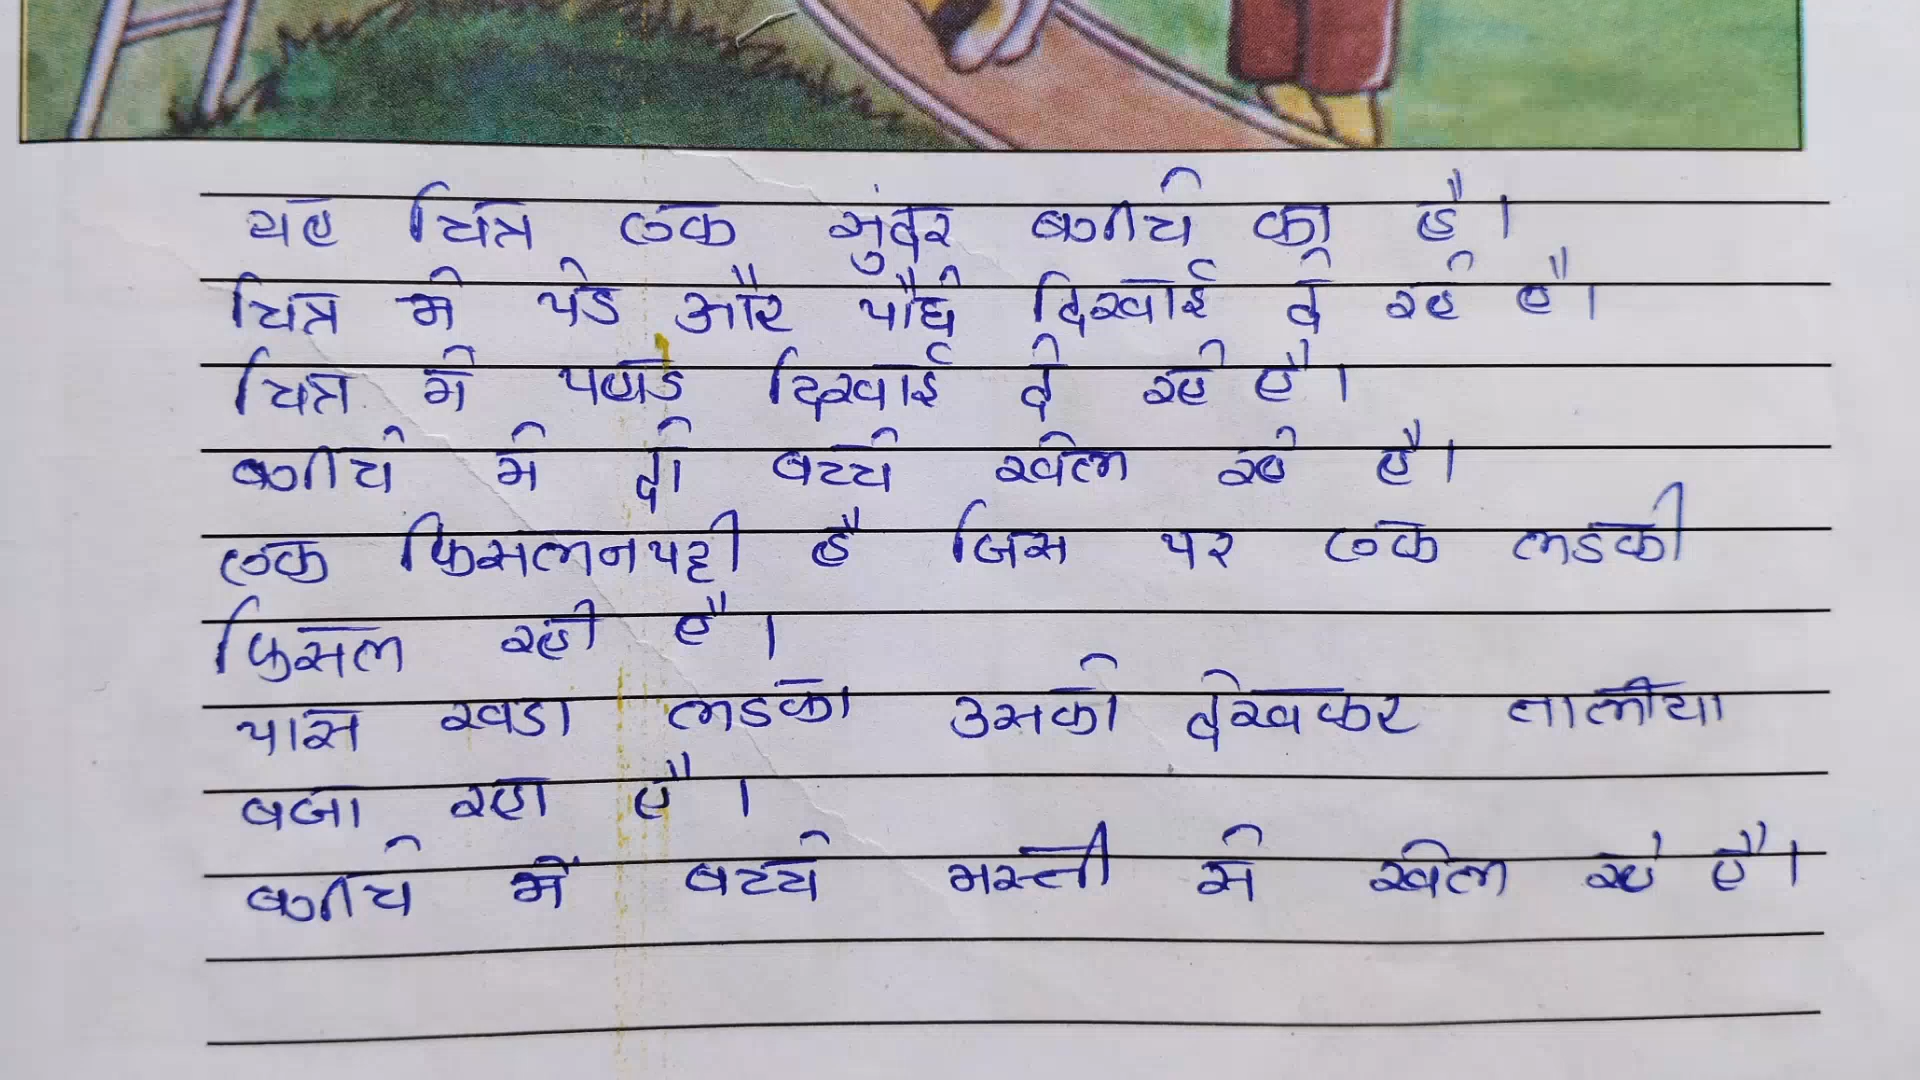 यह चित्र एक सुंदर बगीचे का है।
चित्र मे पेड और पौधे दिखाई दे रहे है।
चित्र मे पहाडे दिखाई दे रहे है।
बगीचे मे दो बच्चे खेल रहे है।
एक फिसलनपट्टी है जिस पर एक लडकी
फिसल रही है।
पास खडा लडका उसको देखकर तालीया
बजा रहा है।
बगीचे में बच्चे मस्ती से खेल रहे है।